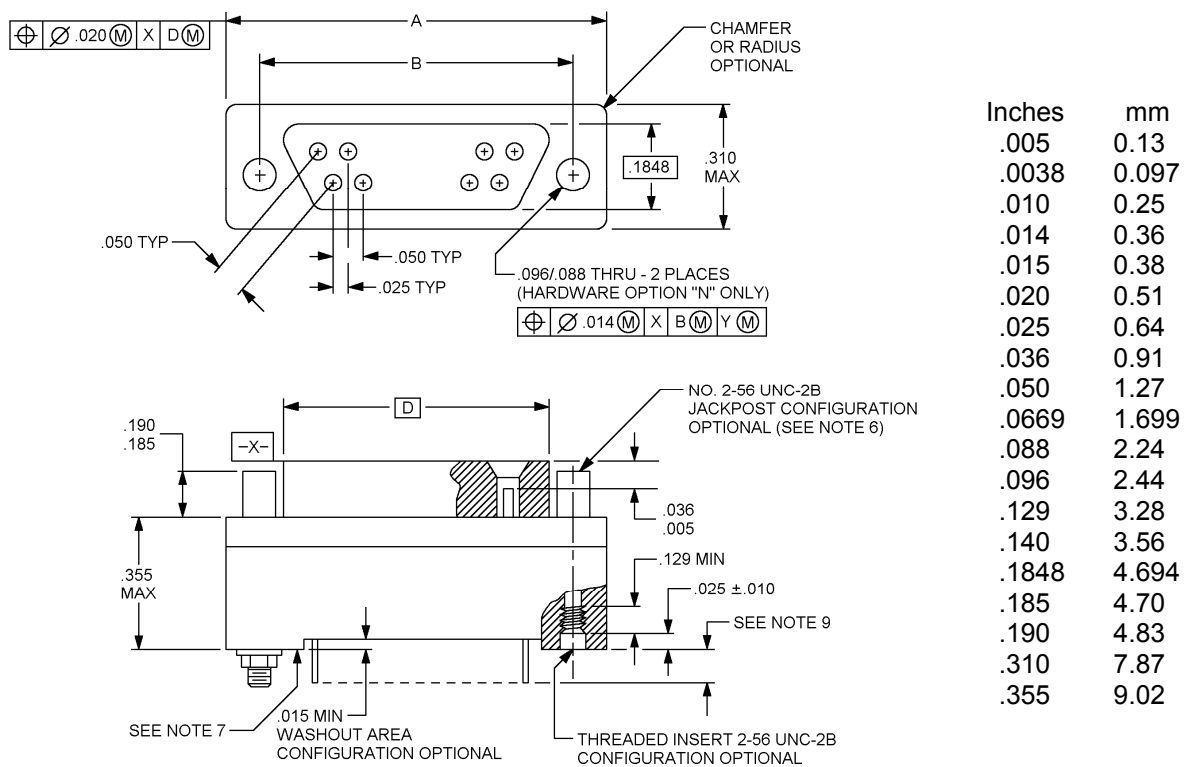 ⌖ Ø .020 Ⓜ X D Ⓜ
A
B
CHAMFER
OR RADIUS
OPTIONAL
.1848
.310
MAX
.050 TYP
.050 TYP
.025 TYP
.096/.088 THRU - 2 PLACES
(HARDWARE OPTION "N" ONLY)
⌖ Ø .014 Ⓜ X B Ⓜ Y Ⓜ
NO. 2-56 UNC-2B
JACKPOST CONFIGURATION
OPTIONAL (SEE NOTE 6)
D
.190
.185
-X-
.036
.005
.129 MIN
.025 ±.010
.355
MAX
SEE NOTE 9
SEE NOTE 7
.015 MIN
WASHOUT AREA
CONFIGURATION OPTIONAL
THREADED INSERT 2-56 UNC-2B
CONFIGURATION OPTIONAL
Inches mm
.005 0.13
.0038 0.097
.010 0.25
.014 0.36
.015 0.38
.020 0.51
.025 0.64
.036 0.91
.050 1.27
.0669 1.699
.088 2.24
.096 2.44
.129 3.28
.140 3.56
.1848 4.694
.185 4.70
.190 4.83
.310 7.87
.355 9.02